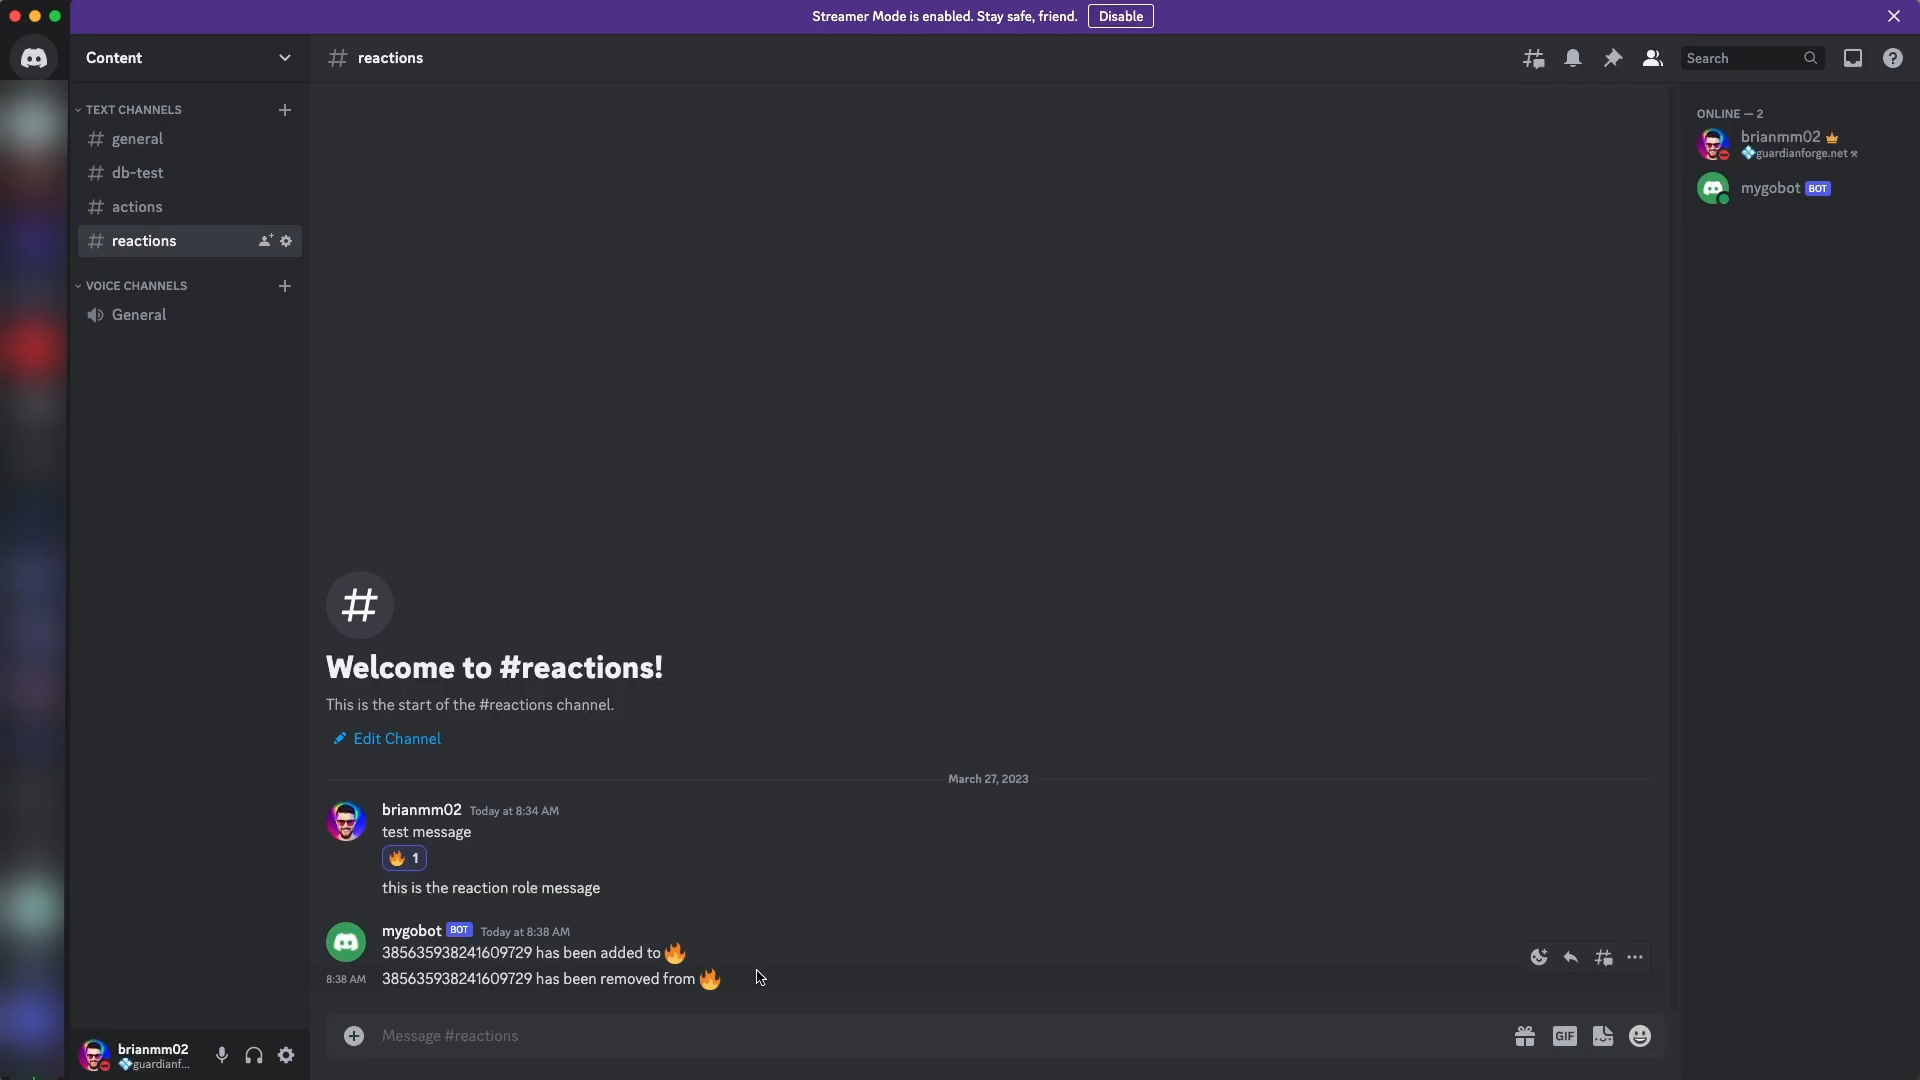 Streamer Mode is enabled. Stay safe, friend. Disable
Content
# reactions
Search
TEXT CHANNELS
# general
# db-test
# actions
# reactions
VOICE CHANNELS
General
#
Welcome to #reactions!
This is the start of the #reactions channel.
Edit Channel
March 27, 2023
brianmm02 Today at 8:34 AM
test message
🔥 1
this is the reaction role message
mygobot BOT Today at 8:38 AM
385635938241609729 has been added to 🔥
8:38 AM 385635938241609729 has been removed from 🔥
Message #reactions
GIF
ONLINE — 2
brianmm02
guardianforge.net
mygobot BOT
brianmm02
guardianf...